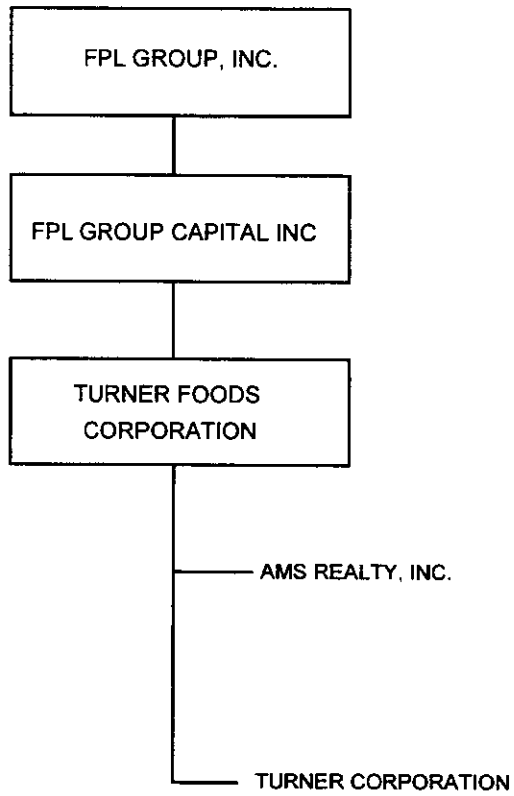 FPL GROUP, INC.
FPL GROUP CAPITAL INC
TURNER FOODS
CORPORATION
AMS REALTY, INC.
TURNER CORPORATION